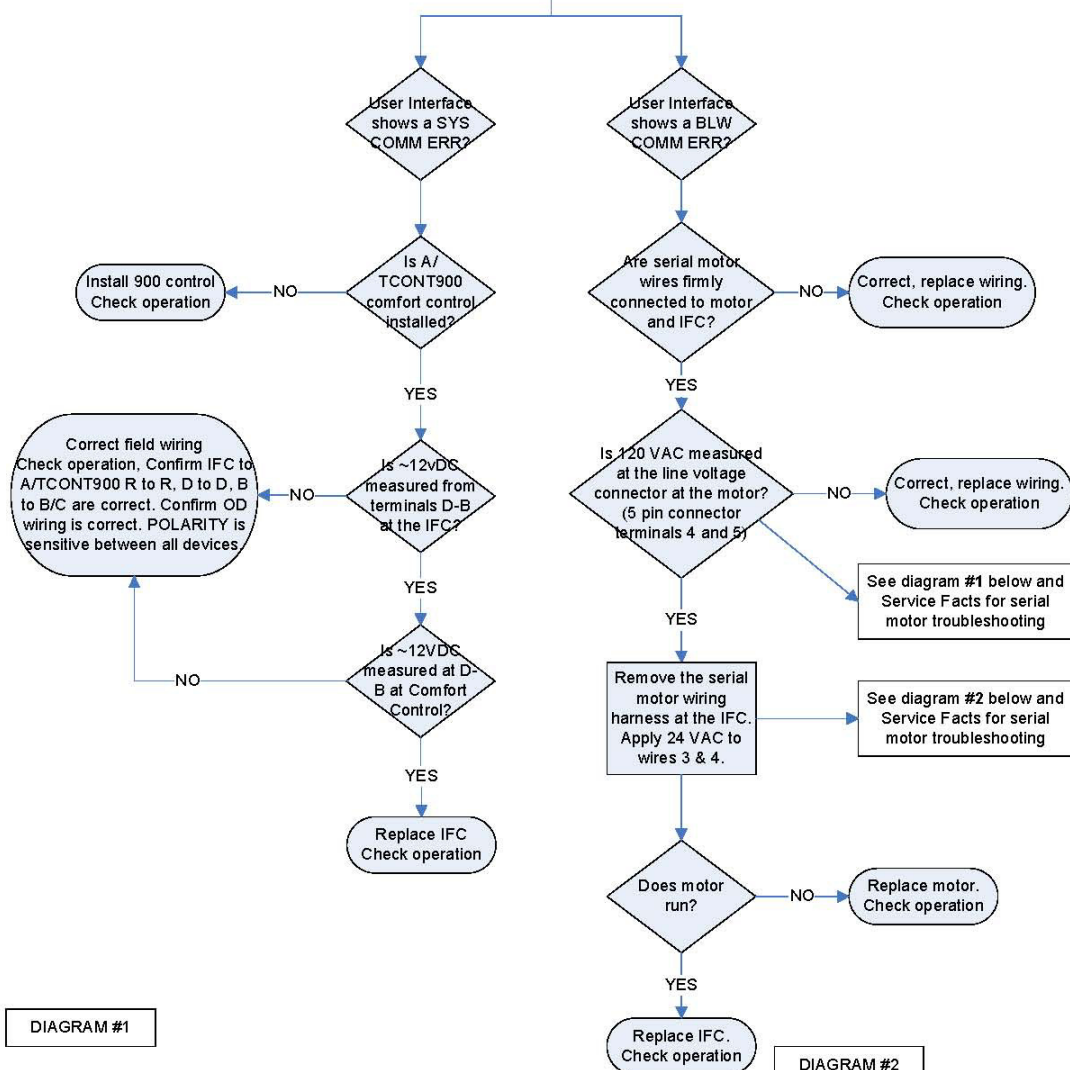 User Interface
shows a SYS
COMM ERR?
User Interface
shows a BLW
COMM ERR?
Is A/
TCONT900
comfort control
installed?
NO
Install 900 control
Check operation
Are serial motor
wires firmly
connected to motor
and IFC?
NO
Correct, replace wiring.
Check operation
YES
YES
Correct field wiring
Check operation, Confirm IFC to
A/TCONT900 R to R, D to D, B
to B/C are correct. Confirm OD
wiring is correct. POLARITY is
sensitive between all devices.
NO
Is ~12vDC
measured from
terminals D-B
at the IFC?
Is 120 VAC measured
at the line voltage
connector at the motor?
(5 pin connector
terminals 4 and 5)
NO
Correct, replace wiring.
Check operation
YES
YES
See diagram #1 below and
Service Facts for serial
motor troubleshooting
NO
Is ~12VDC
measured at D-
B at Comfort
Control?
Remove the serial
motor wiring
harness at the IFC.
Apply 24 VAC to
wires 3 & 4.
See diagram #2 below and
Service Facts for serial
motor troubleshooting
YES
Replace IFC
Check operation
Does motor
run?
NO
Replace motor.
Check operation
YES
DIAGRAM #1
Replace IFC.
Check operation
DIAGRAM #2